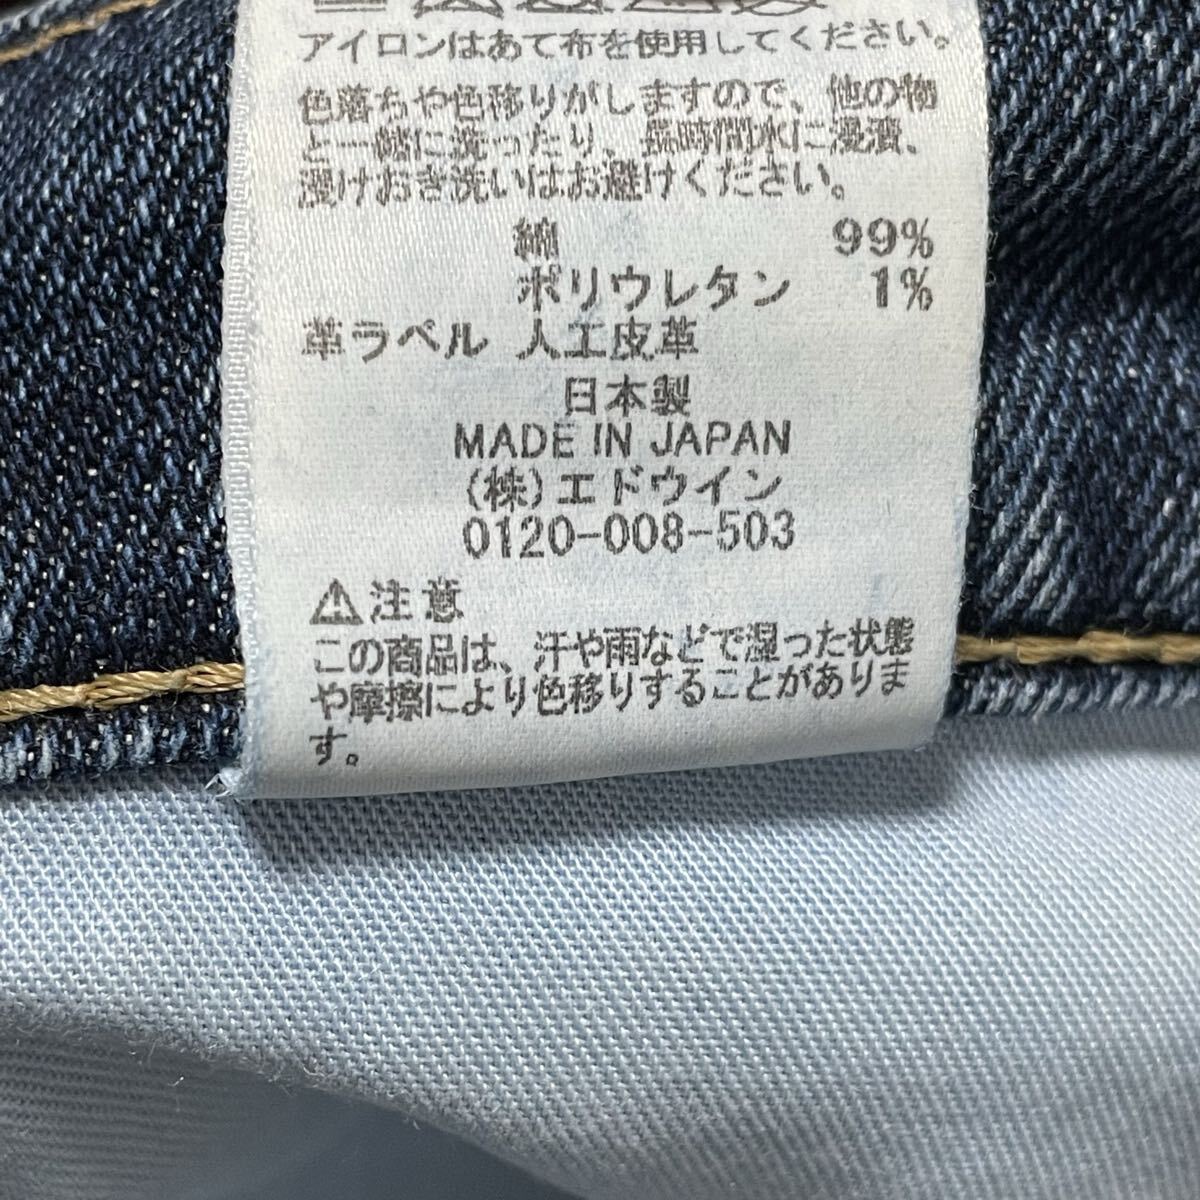 アイロンはあて布を使用してください。
色落ちや色移りがしますので、他の物
と一緒に洗ったり、長時間水に浸漬、
浸けおき洗いはお避けください。
綿 99%
ポリウレタン 1%
革ラベル 人工皮革
日本製
MADE IN JAPAN
(株)エドウイン
0120-008-503
⚠注意
この商品は、汗や雨などで湿った状態
や摩擦により色移りすることがありま
す。